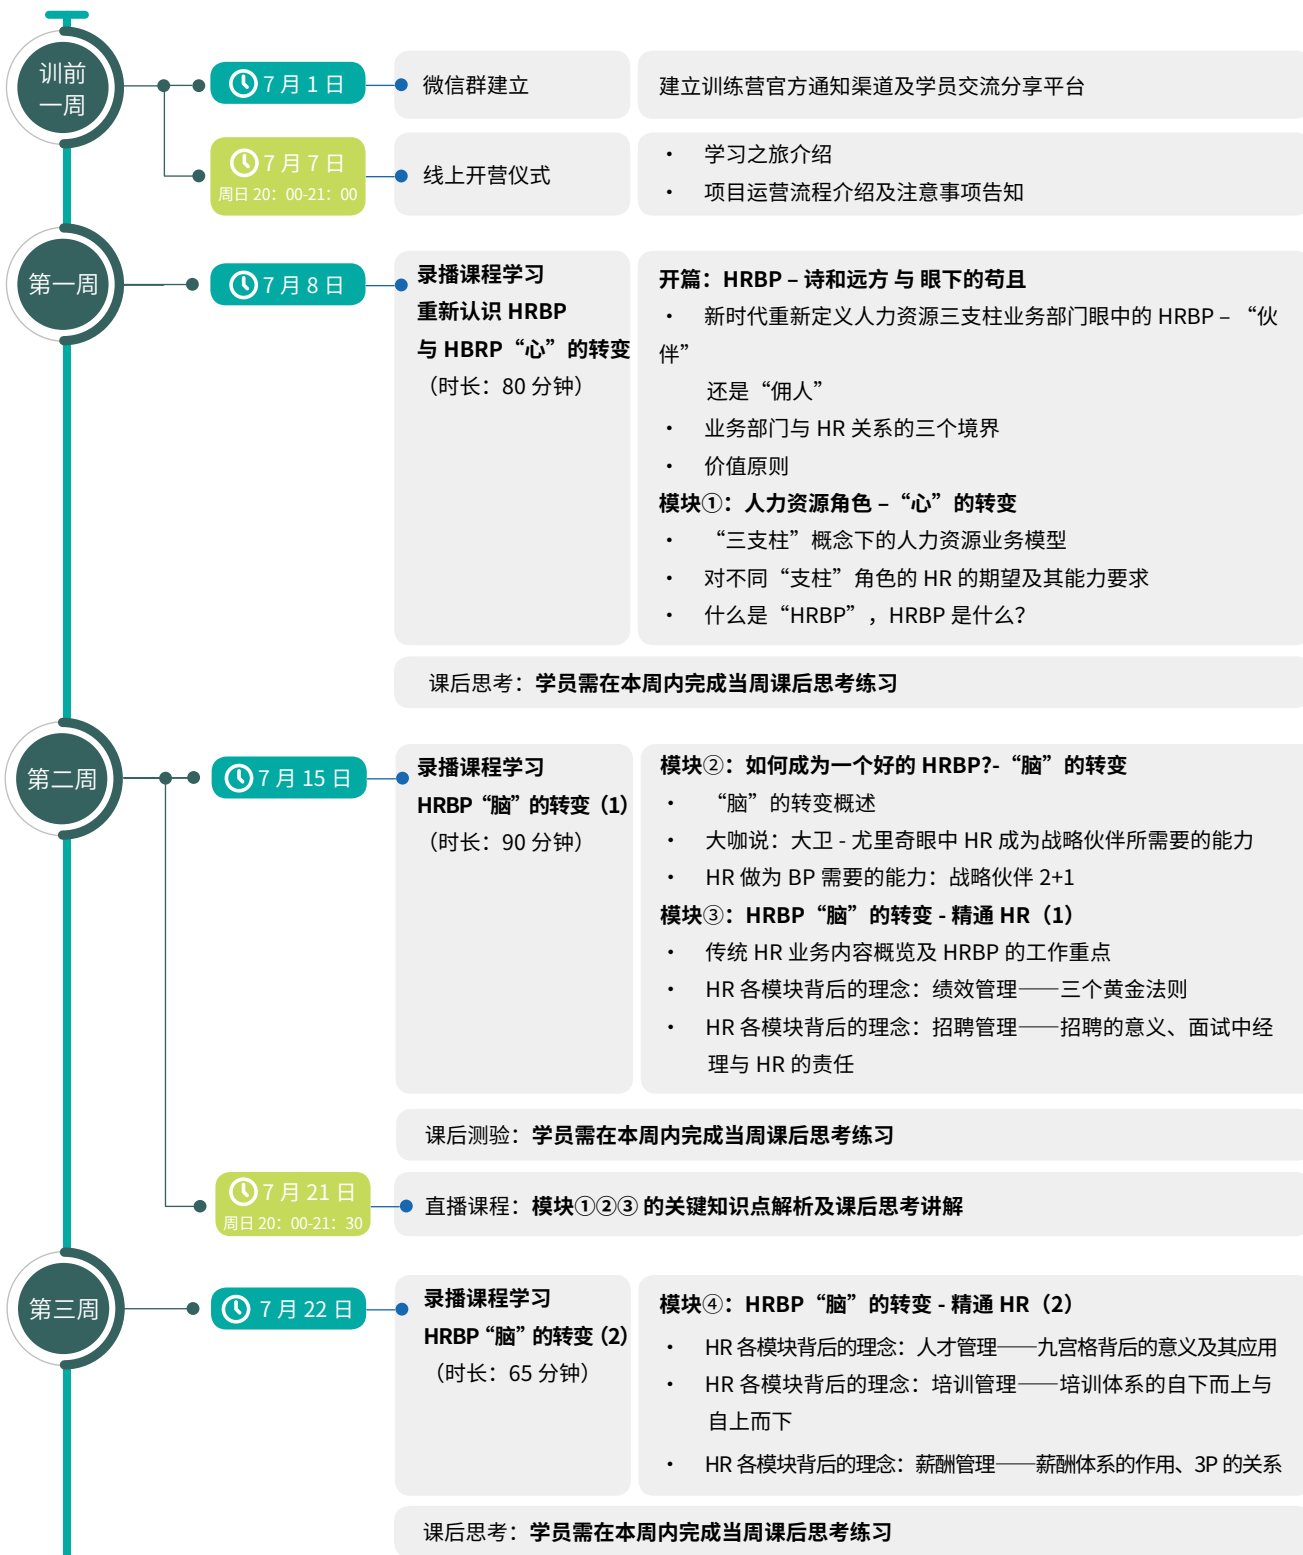 训前
一周
7 月 1 日
微信群建立
建立训练营官方通知渠道及学员交流分享平台
7 月 7 日
周日 20：00-21：00
线上开营仪式
• 学习之旅介绍
• 项目运营流程介绍及注意事项告知
第一周
7 月 8 日
录播课程学习
重新认识 HRBP
与 HBRP“心”的转变
（时长：80 分钟）
开篇：HRBP – 诗和远方 与 眼下的苟且
• 新时代重新定义人力资源三支柱业务部门眼中的 HRBP – “伙
伴”
还是“佣人”
• 业务部门与 HR 关系的三个境界
• 价值原则
模块①：人力资源角色 –“心”的转变
• “三支柱”概念下的人力资源业务模型
• 对不同“支柱”角色的 HR 的期望及其能力要求
• 什么是“HRBP”，HRBP 是什么？
课后思考：学员需在本周内完成当周课后思考练习
第二周
7 月 15 日
录播课程学习
HRBP“脑”的转变（1）
（时长：90 分钟）
模块②：如何成为一个好的 HRBP?-“脑”的转变
• “脑”的转变概述
• 大咖说：大卫 - 尤里奇眼中 HR 成为战略伙伴所需要的能力
• HR 做为 BP 需要的能力：战略伙伴 2+1
模块③：HRBP“脑”的转变 - 精通 HR（1）
• 传统 HR 业务内容概览及 HRBP 的工作重点
• HR 各模块背后的理念：绩效管理——三个黄金法则
• HR 各模块背后的理念：招聘管理——招聘的意义、面试中经
理与 HR 的责任
课后测验：学员需在本周内完成当周课后思考练习
7 月 21 日
周日 20：00-21：30
直播课程：模块①②③ 的关键知识点解析及课后思考讲解
第三周
7 月 22 日
录播课程学习
HRBP“脑”的转变（2）
（时长：65 分钟）
模块④：HRBP“脑”的转变 - 精通 HR（2）
• HR 各模块背后的理念：人才管理——九宫格背后的意义及其应用
• HR 各模块背后的理念：培训管理——培训体系的自下而上与
自上而下
• HR 各模块背后的理念：薪酬管理——薪酬体系的作用、3P 的关系
课后思考：学员需在本周内完成当周课后思考练习